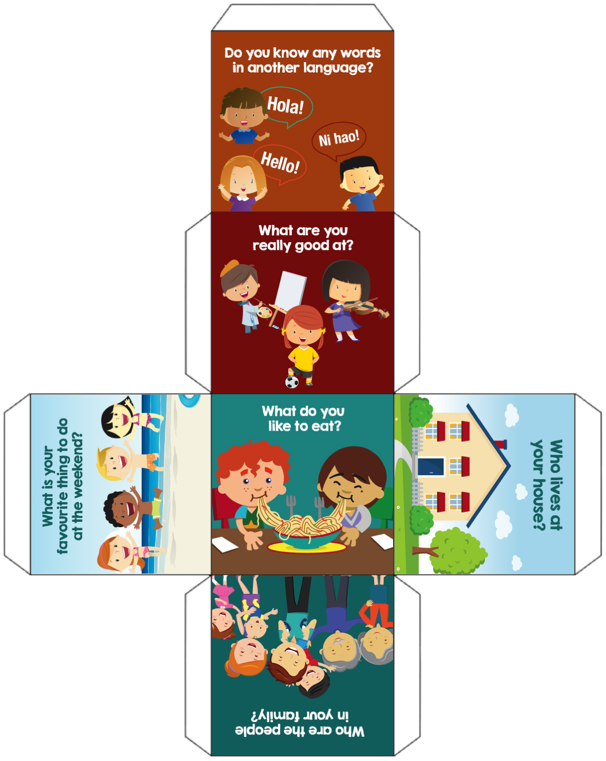 Do you know any words
in another language?
Hola!
Ni hao!
Hello!
What are you
really good at?
What is your
favourite thing to do
at the weekend?
What do you
like to eat?
Who lives at
your house?
Who are the people
in your family?